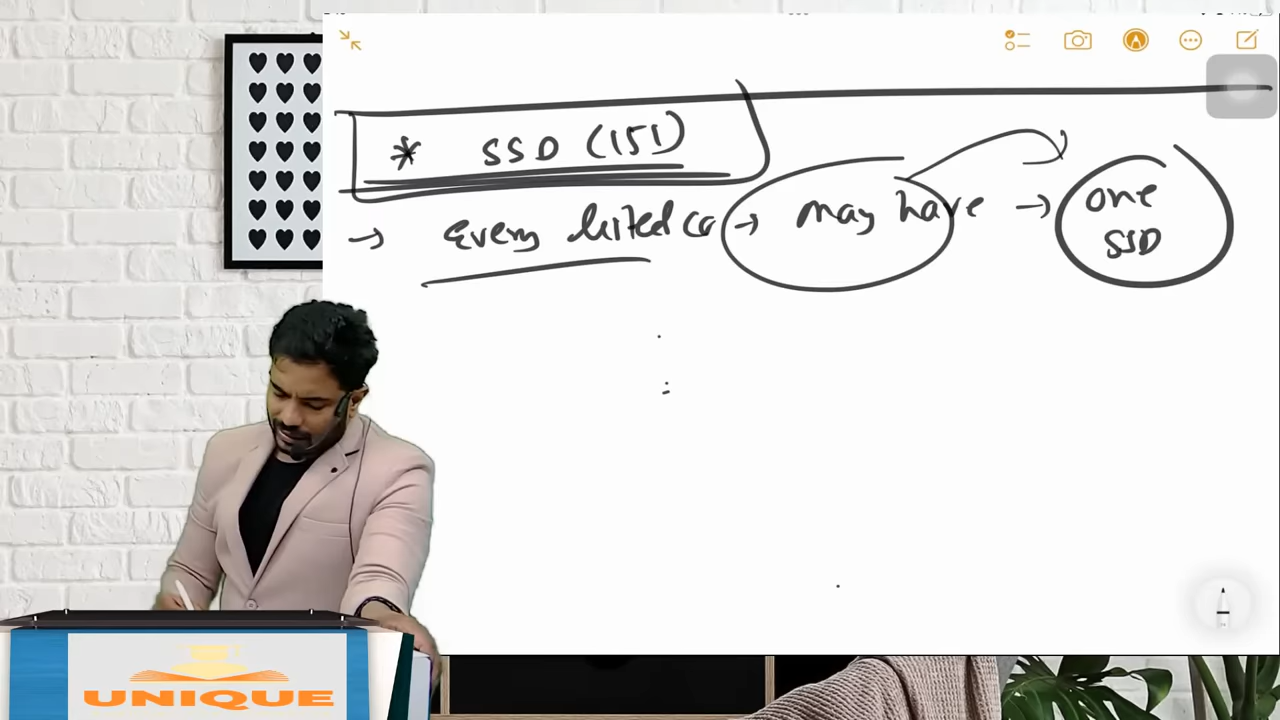 * SSD (151)
→ Every listed co → may have → one SSD
UNIQUE